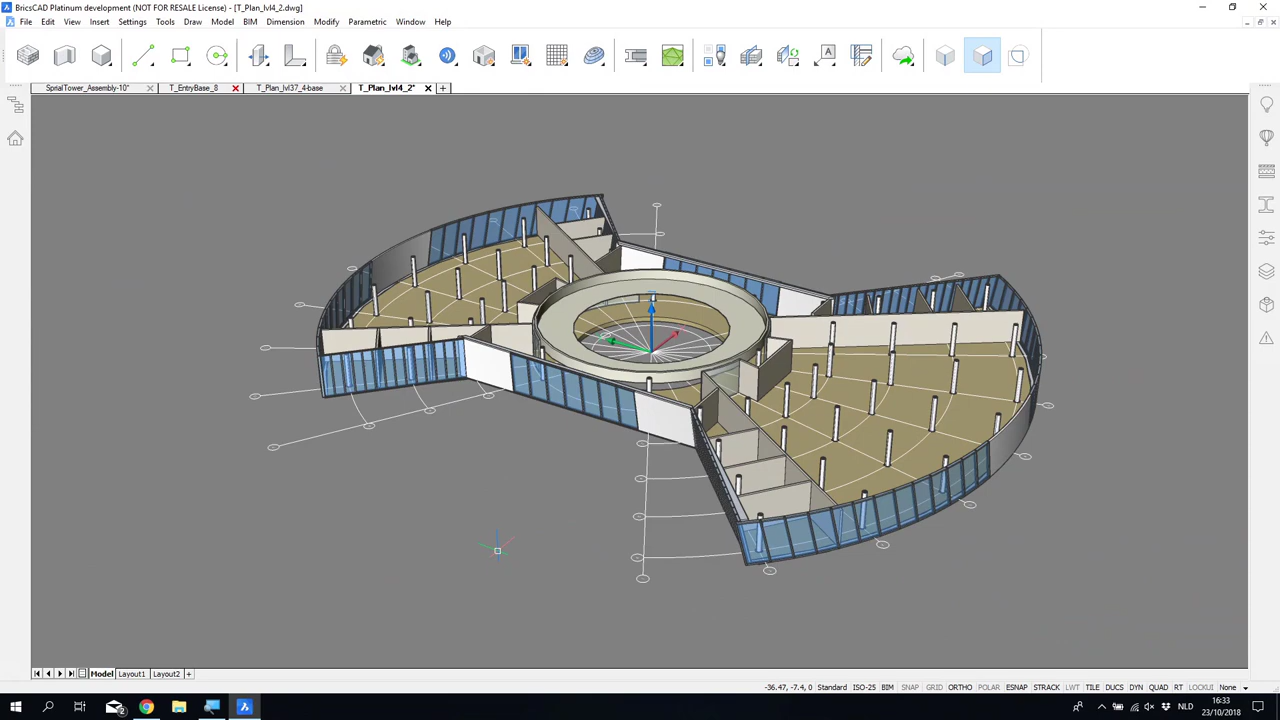 BricsCAD Platinum development (NOT for RESALE License) - [T_Plan_lvl4_2.dwg]
File Edit View Insert Settings Tools Draw Model BIM Dimension Modify Parametric Window Help
SprialTower_Assembly-10* T_EntryBase_8 T_Plan_lvl37_4-base T_Plan_lvl4_2*
Model Layout1 Layout2
-36.47, -7.4, 0 Standard ISO-25 BIM SNAP GRID ORTHO POLAR ESNAP STRACK LWT TILE DUCS DYN QUAD RT LOCKUI None
2 NLD 16:33
23/10/2018